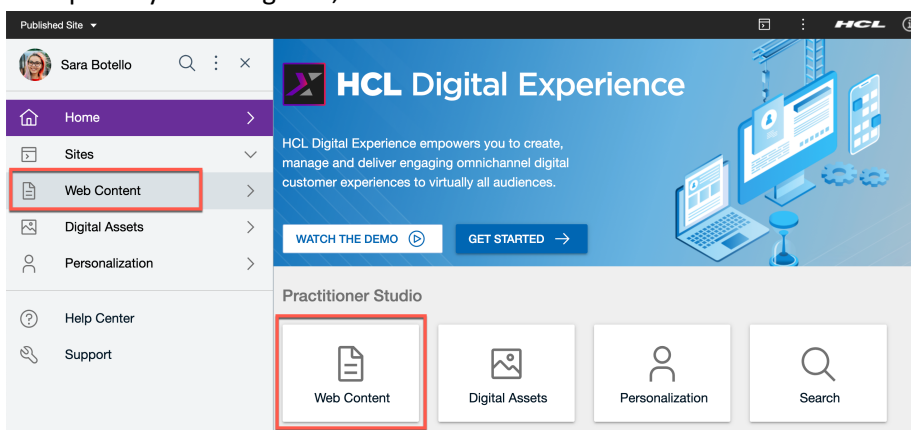 Published Site
HCL
Sara Botello
Home
Sites
Web Content
Digital Assets
Personalization
Help Center
Support
HCL Digital Experience
HCL Digital Experience empowers you to create,
manage and deliver engaging omnichannel digital
customer experiences to virtually all audiences.
WATCH THE DEMO
GET STARTED
Practitioner Studio
Web Content
Digital Assets
Personalization
Search